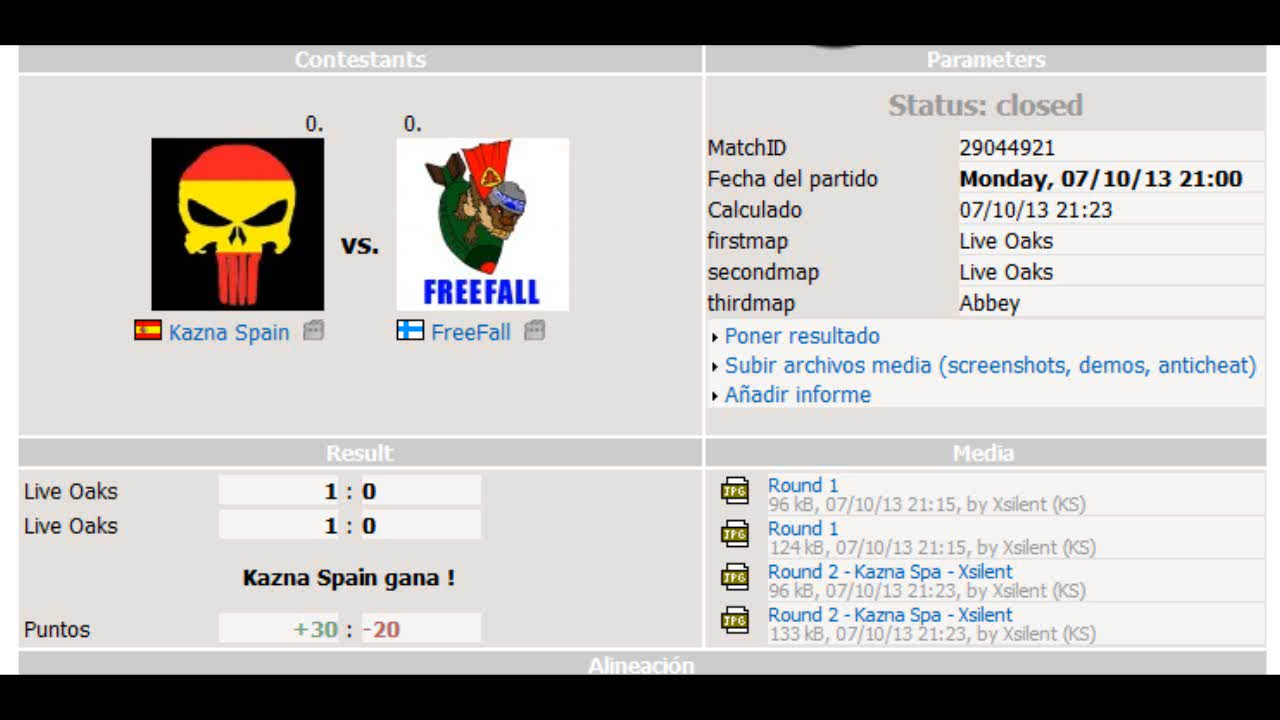 Contestants
0. 0.
vs.
FREEFALL
Kazna Spain FreeFall
Parameters
Status: closed
MatchID 29044921
Fecha del partido Monday, 07/10/13 21:00
Calculado 07/10/13 21:23
firstmap Live Oaks
secondmap Live Oaks
thirdmap Abbey
Poner resultado
Subir archivos media (screenshots, demos, anticheat)
Añadir informe
Result
Live Oaks 1 : 0
Live Oaks 1 : 0
Kazna Spain gana !
Puntos +30 : -20
Media
JPG Round 1
96 kB, 07/10/13 21:15, by Xsilent (KS)
JPG Round 1
124 kB, 07/10/13 21:15, by Xsilent (KS)
JPG Round 2 - Kazna Spa - Xsilent
96 kB, 07/10/13 21:23, by Xsilent (KS)
JPG Round 2 - Kazna Spa - Xsilent
133 kB, 07/10/13 21:23, by Xsilent (KS)
Alineación